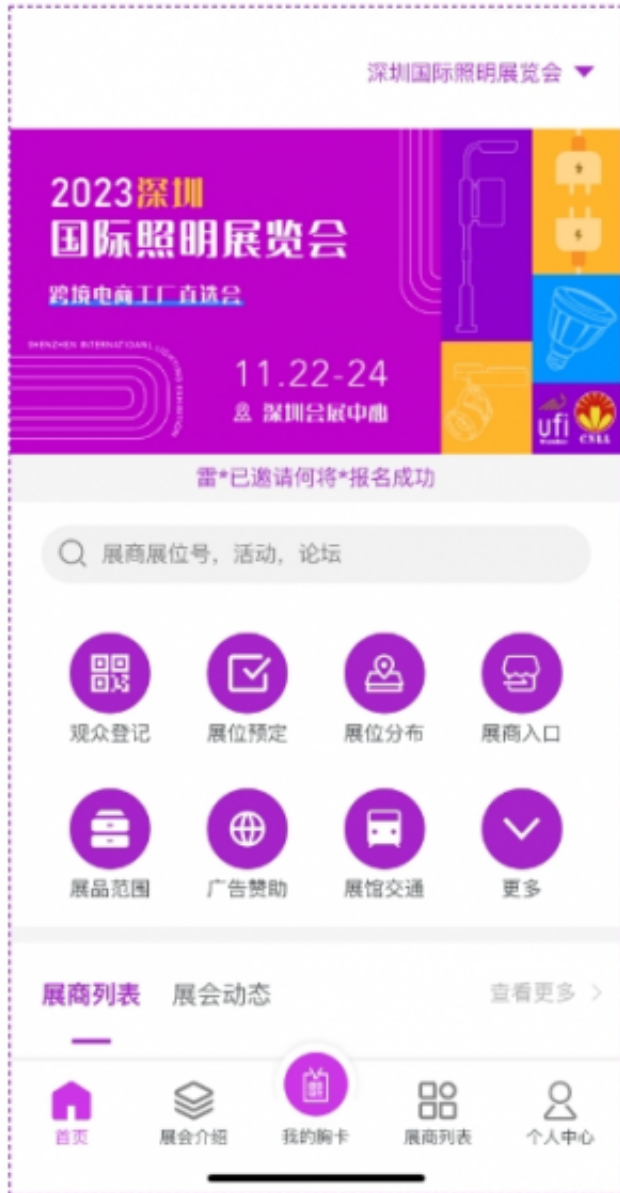 深圳国际照明展览会
2023深圳
国际照明展览会
跨境电商工厂直选会
11.22-24
深圳会展中心
ufi
雷*已邀请何将*报名成功
展商展位号，活动，论坛
观众登记 展位预定 展位分布 展商入口
展品范围 广告赞助 展馆交通 更多
展商列表 展会动态 查看更多
首页 展会介绍 我的胸卡 展商列表 个人中心